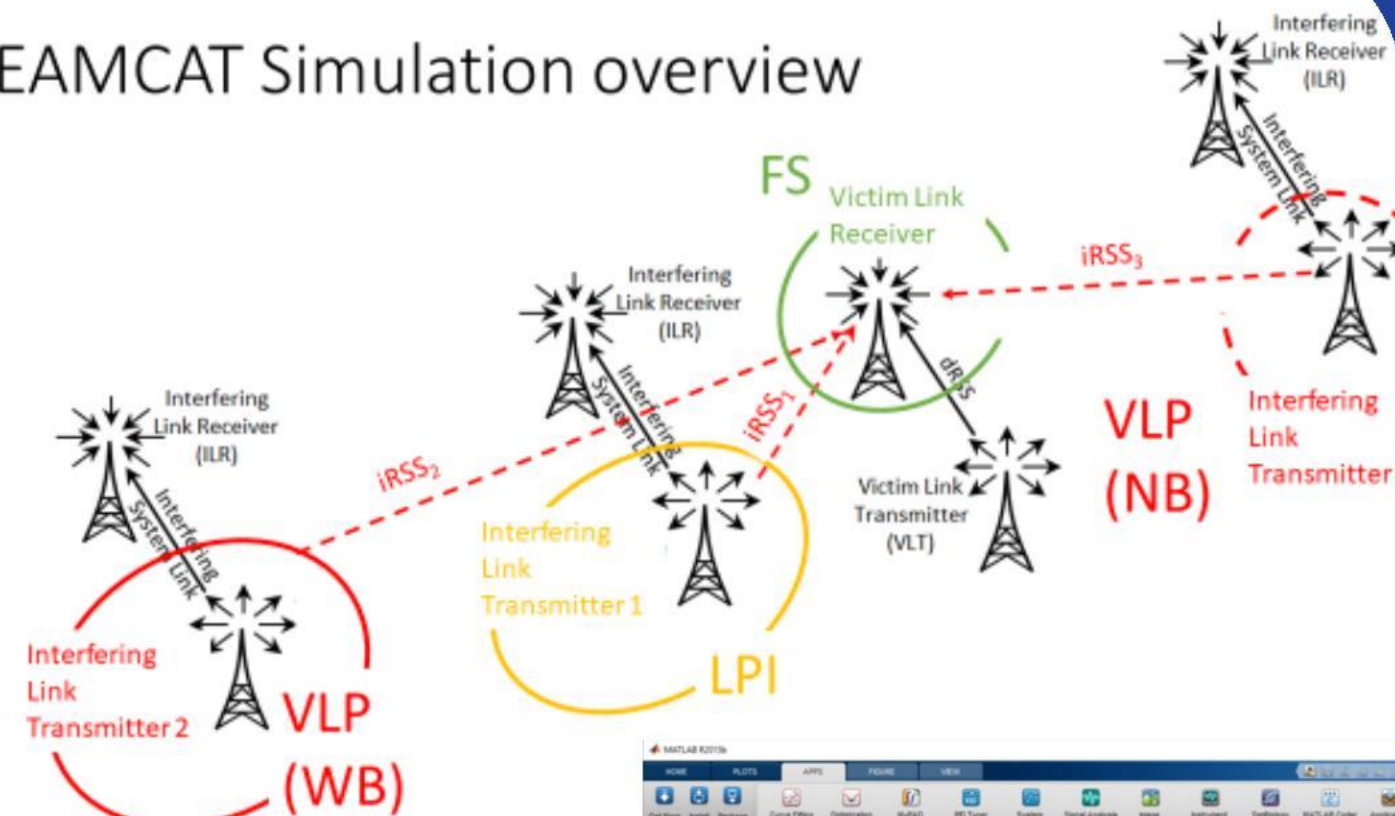 EAMCAT Simulation overview
Interfering
Link Receiver
(ILR)
Interfering
System Link
FS
Victim Link
Receiver
iRSS3
Interfering
Link Receiver
(ILR)
Interfering
System Link
iRSS1
dRSS
VLP
(NB)
Interfering
Link
Transmitter
Interfering
Link Receiver
(ILR)
Interfering
System Link
iRSS2
Interfering
Link
Transmitter 1
LPI
Victim Link
Transmitter
(VLT)
Interfering
Link
Transmitter 2
VLP
(WB)
MATLAB R2015b
HOME PLOTS APPS FIGURE VIEW